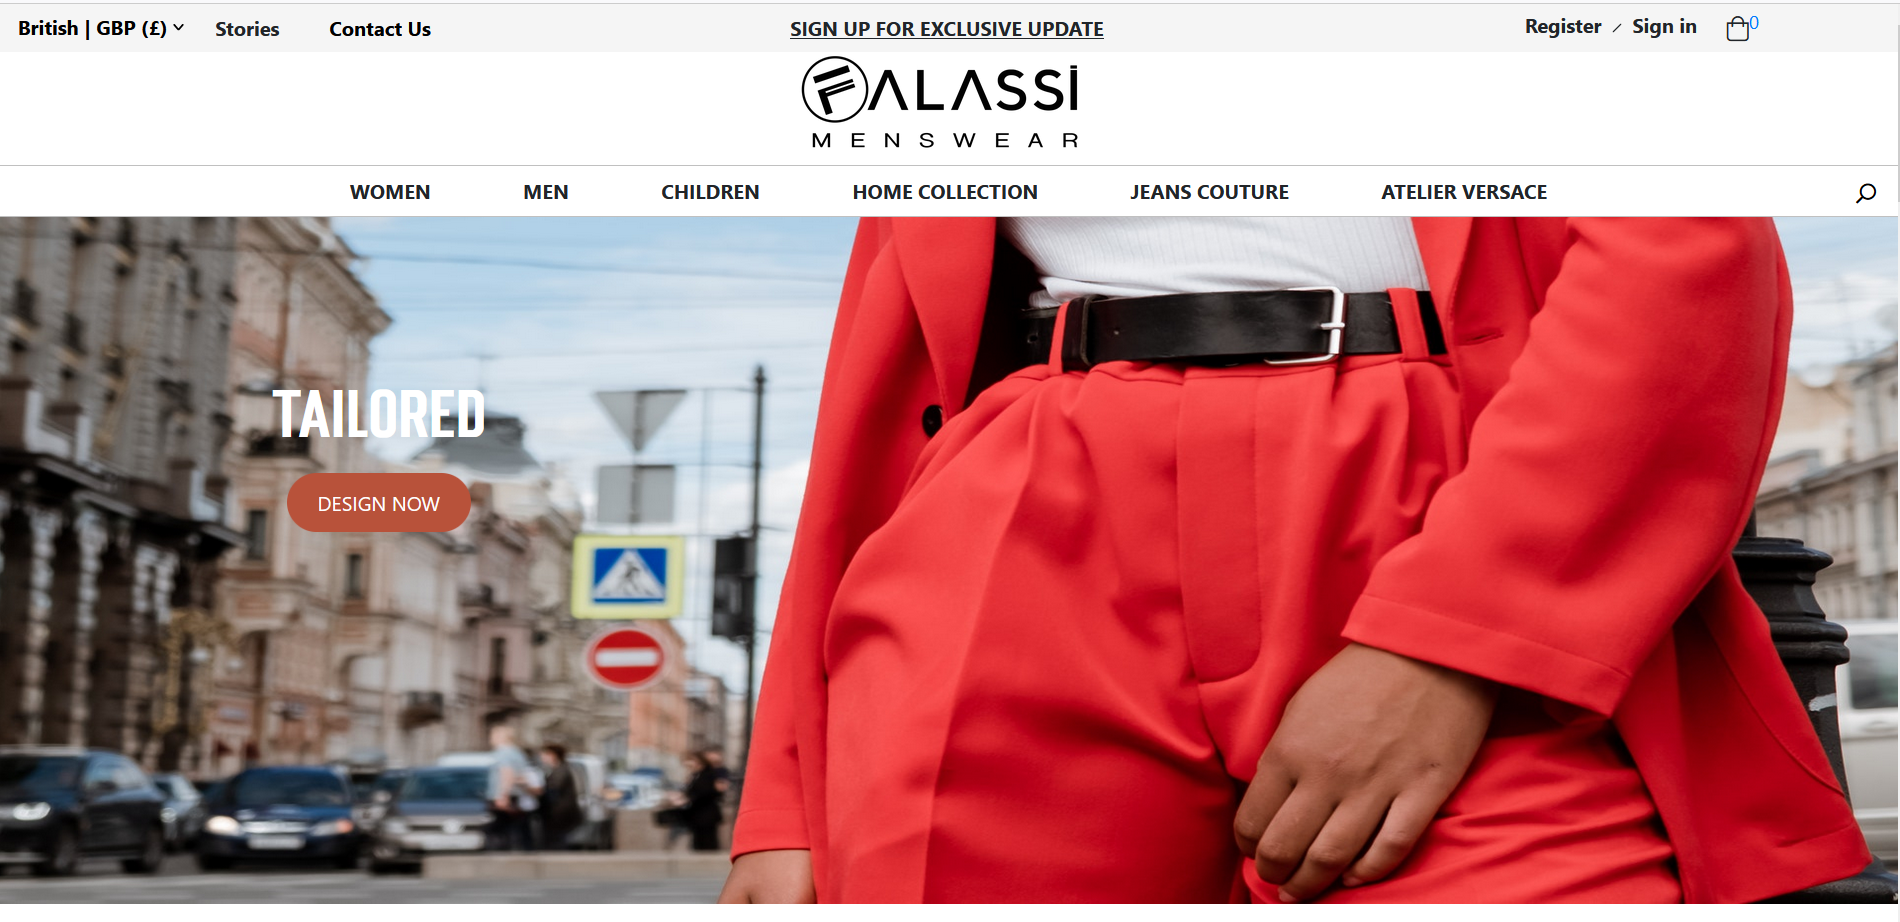 British | GBP (£) Stories Contact Us SIGN UP FOR EXCLUSIVE UPDATE Register / Sign in 0
FALASSI
MENSWEAR
WOMEN MEN CHILDREN HOME COLLECTION JEANS COUTURE ATELIER VERSACE
TAILORED
DESIGN NOW